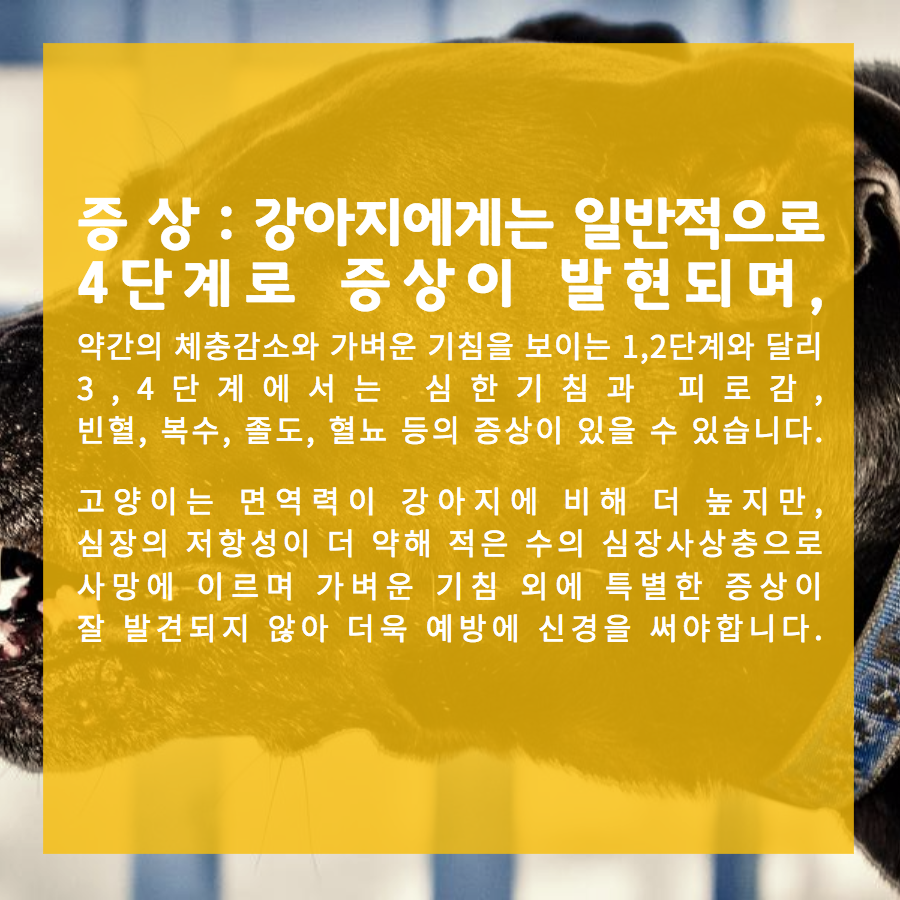 증 상 : 강아지에게는 일반적으로
4단계로 증상이 발현되며,
약간의 체충감소와 가벼운 기침을 보이는 1,2단계와 달리
3,4단계에서는 심한기침과 피로감,
빈혈, 복수, 졸도, 혈뇨 등의 증상이 있을 수 있습니다.
고양이는 면역력이 강아지에 비해 더 높지만,
심장의 저항성이 더 약해 적은 수의 심장사상충으로
사망에 이르며 가벼운 기침 외에 특별한 증상이
잘 발견되지 않아 더욱 예방에 신경을 써야합니다.